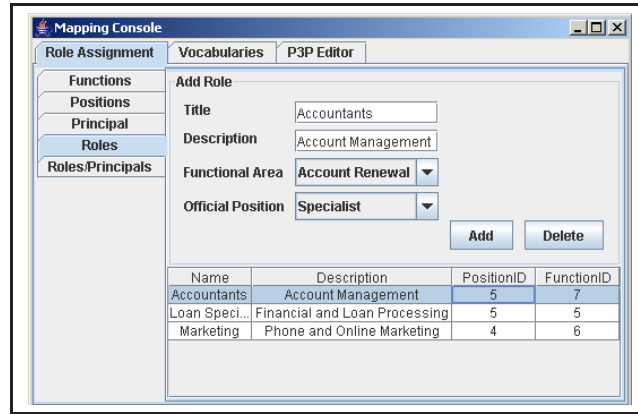 Mapping Console
Role Assignment Vocabularies P3P Editor
Functions
Positions
Principal
Roles
Roles/Principals
Add Role
Title Accountants
Description Account Management
Functional Area Account Renewal
Official Position Specialist
Add Delete
Name Description PositionID FunctionID
Accountants Account Management 5 7
Loan Speci... Financial and Loan Processing 5 5
Marketing Phone and Online Marketing 4 6